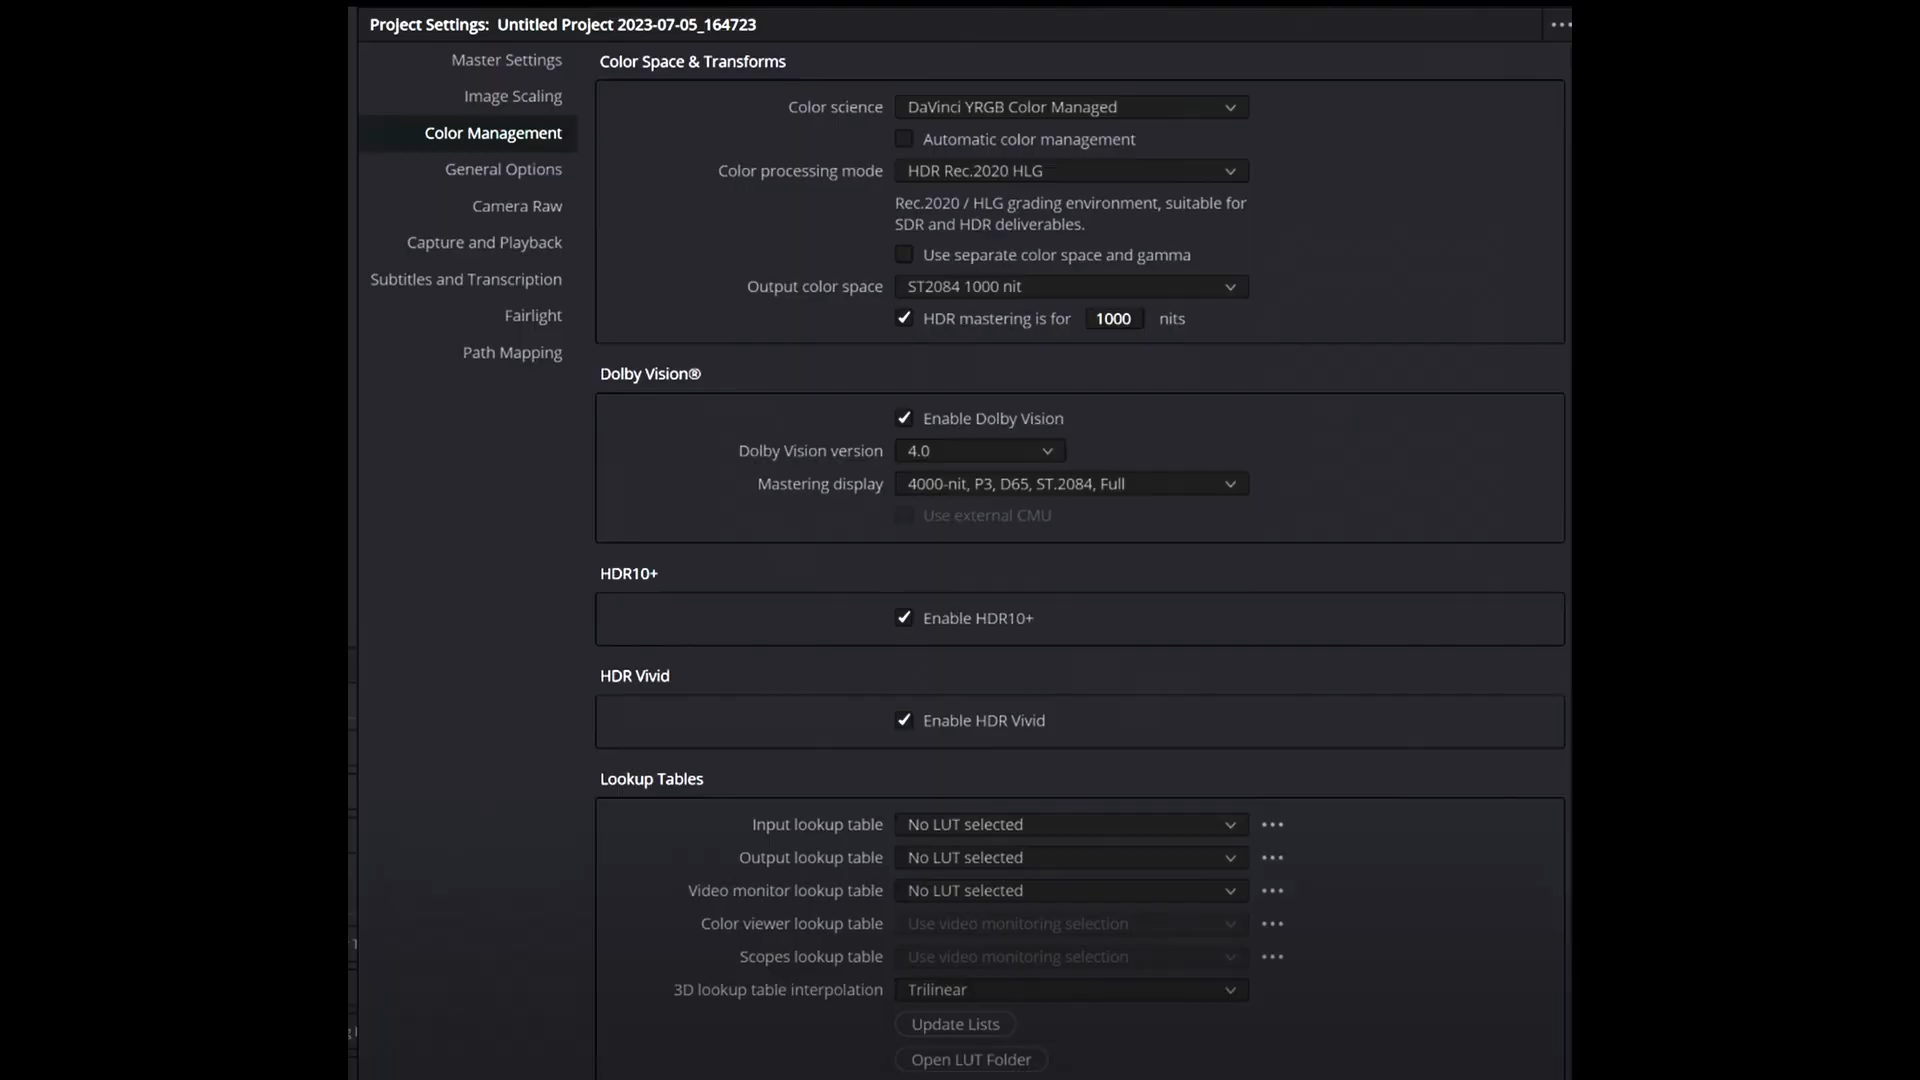 Project Settings: Untitled Project 2023-07-05_164723
Master Settings
Image Scaling
Color Management
General Options
Camera Raw
Capture and Playback
Subtitles and Transcription
Fairlight
Path Mapping
Color Space & Transforms
Color science DaVinci YRGB Color Managed
Automatic color management
Color processing mode HDR Rec.2020 HLG
Rec.2020 / HLG grading environment, suitable for
SDR and HDR deliverables.
Use separate color space and gamma
Output color space ST2084 1000 nit
HDR mastering is for 1000 nits
Dolby Vision®
Enable Dolby Vision
Dolby Vision version 4.0
Mastering display 4000-nit, P3, D65, ST.2084, Full
Use external CMU
HDR10+
Enable HDR10+
HDR Vivid
Enable HDR Vivid
Lookup Tables
Input lookup table No LUT selected
Output lookup table No LUT selected
Video monitor lookup table No LUT selected
Color viewer lookup table Use video monitoring selection
Scopes lookup table Use video monitoring selection
3D lookup table interpolation Trilinear
Update Lists
Open LUT Folder